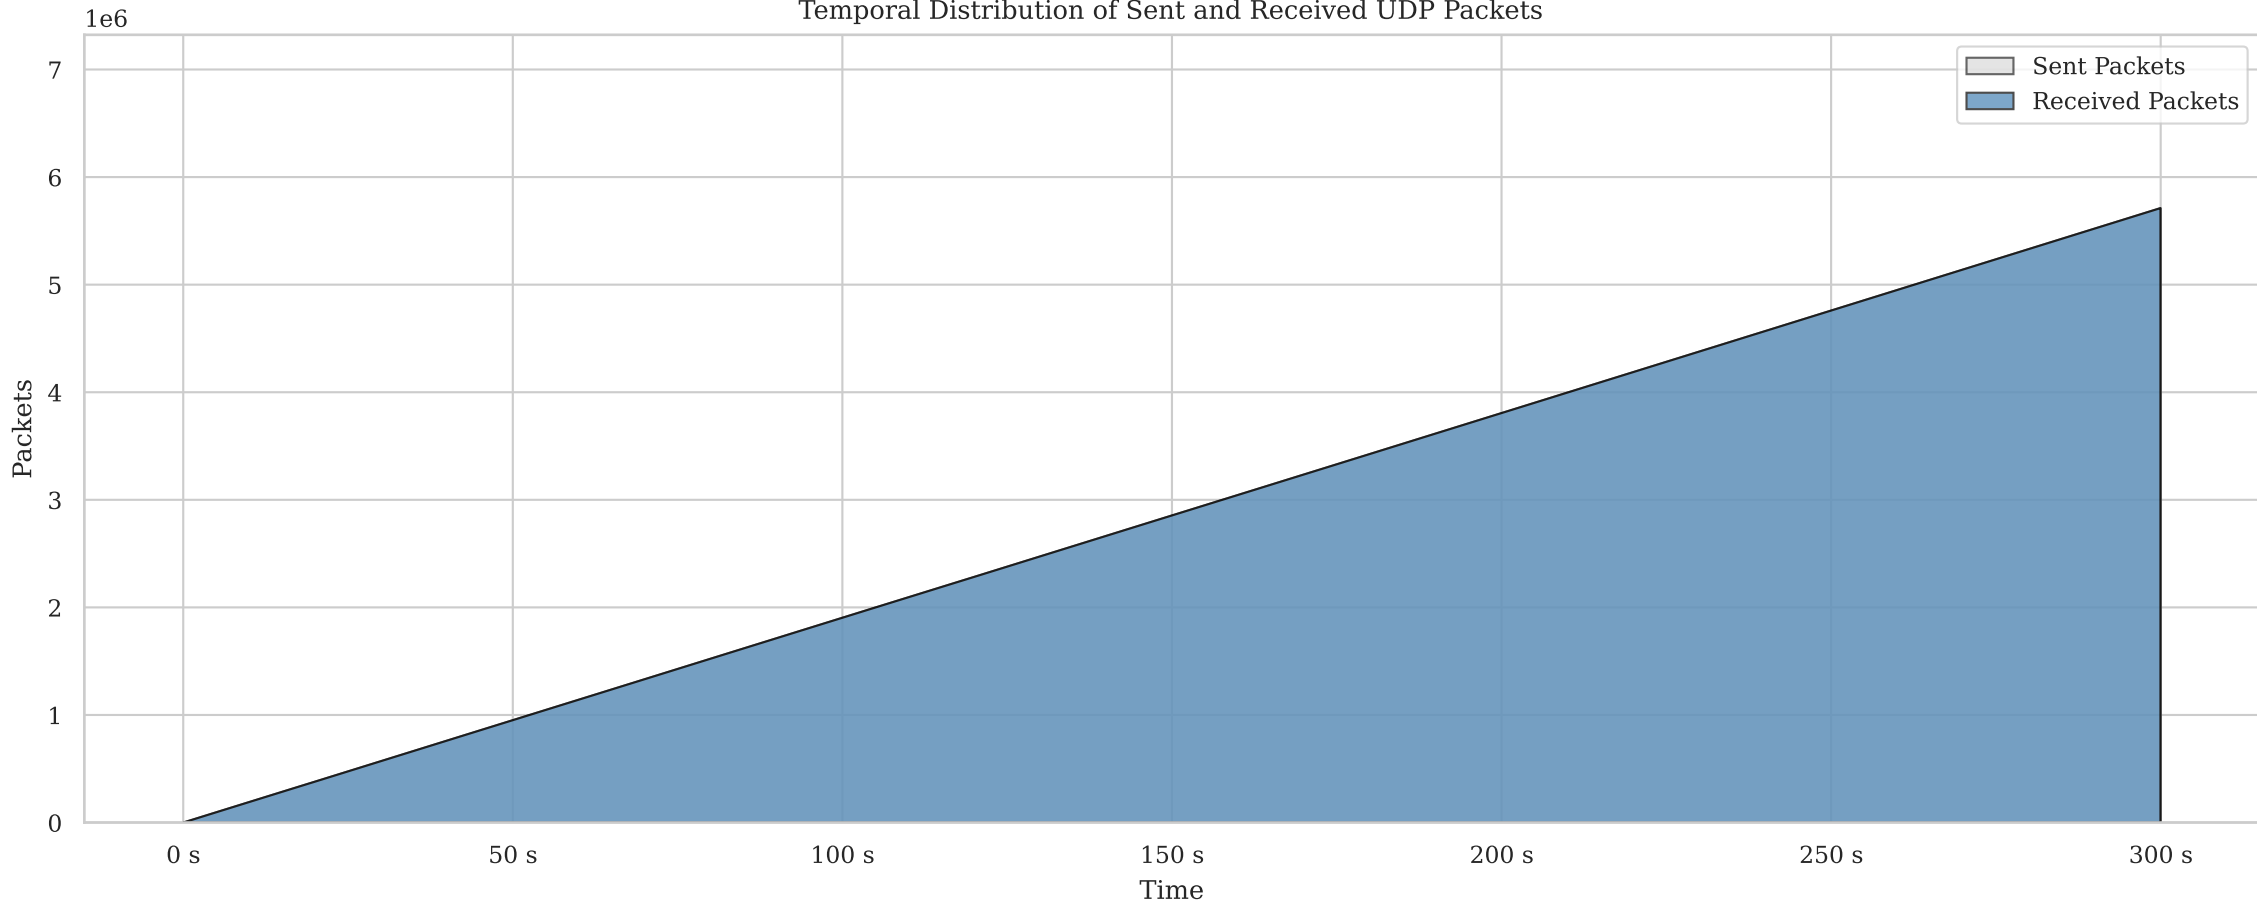 Temporal Distribution of Sent and Received UDP Packets
1e6
7
6
5
4
3
2
1
0
Packets
Sent Packets
Received Packets
0 s
50 s
100 s
150 s
200 s
250 s
300 s
Time